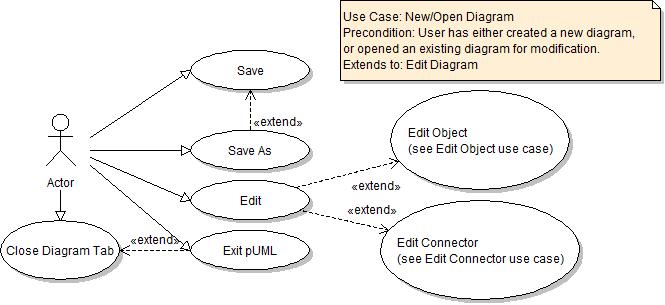 Use Case: New/Open Diagram
Precondition: User has either created a new diagram,
or opened an existing diagram for modification.
Extends to: Edit Diagram
Save
«extend»
Save As
Edit Object
(see Edit Object use case)
«extend»
Actor
Edit
«extend»
Close Diagram Tab
«extend»
Exit pUML
Edit Connector
(see Edit Connector use case)